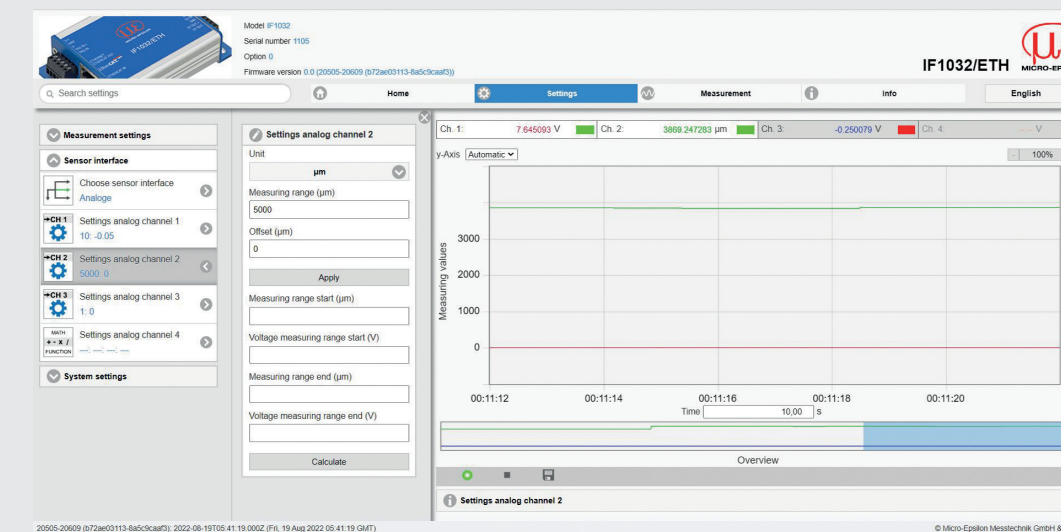 Model IF1032
Serial number 1105
Option 0
Firmware version 0.0 (20505-20609 (b72ae03113-8a5c9caaf3))
IF1032/ETH
IF1032/ETH
MICRO-EP
Search settings
Home
Settings
Measurement
Info
English
Measurement settings
Sensor interface
Choose sensor interface
Analoge
CH 1
Settings analog channel 1
10: -0.05
CH 2
Settings analog channel 2
5000: 0
CH 3
Settings analog channel 3
1: 0
MATH
+ - x /
FUNCTION
Settings analog channel 4
---: ---: ---: ---
System settings
Settings analog channel 2
Unit
µm
Measuring range (µm)
5000
Offset (µm)
0
Apply
Measuring range start (µm)
Voltage measuring range start (V)
Measuring range end (µm)
Voltage measuring range end (V)
Calculate
Ch. 1: 7.645093 V Ch. 2: 3869.247283 µm Ch. 3: -0.250079 V Ch. 4: --.-- V
y-Axis Automatic
- 100%
Measuring values
3000
2000
1000
0
00:11:12 00:11:14 00:11:16 00:11:18 00:11:20
Time 10,00 s
Overview
Settings analog channel 2
20505-20609 (b72ae03113-8a5c9caaf3): 2022-08-19T05:41:19.000Z (Fri, 19 Aug 2022 05:41:19 GMT)
© Micro-Epsilon Messtechnik GmbH &